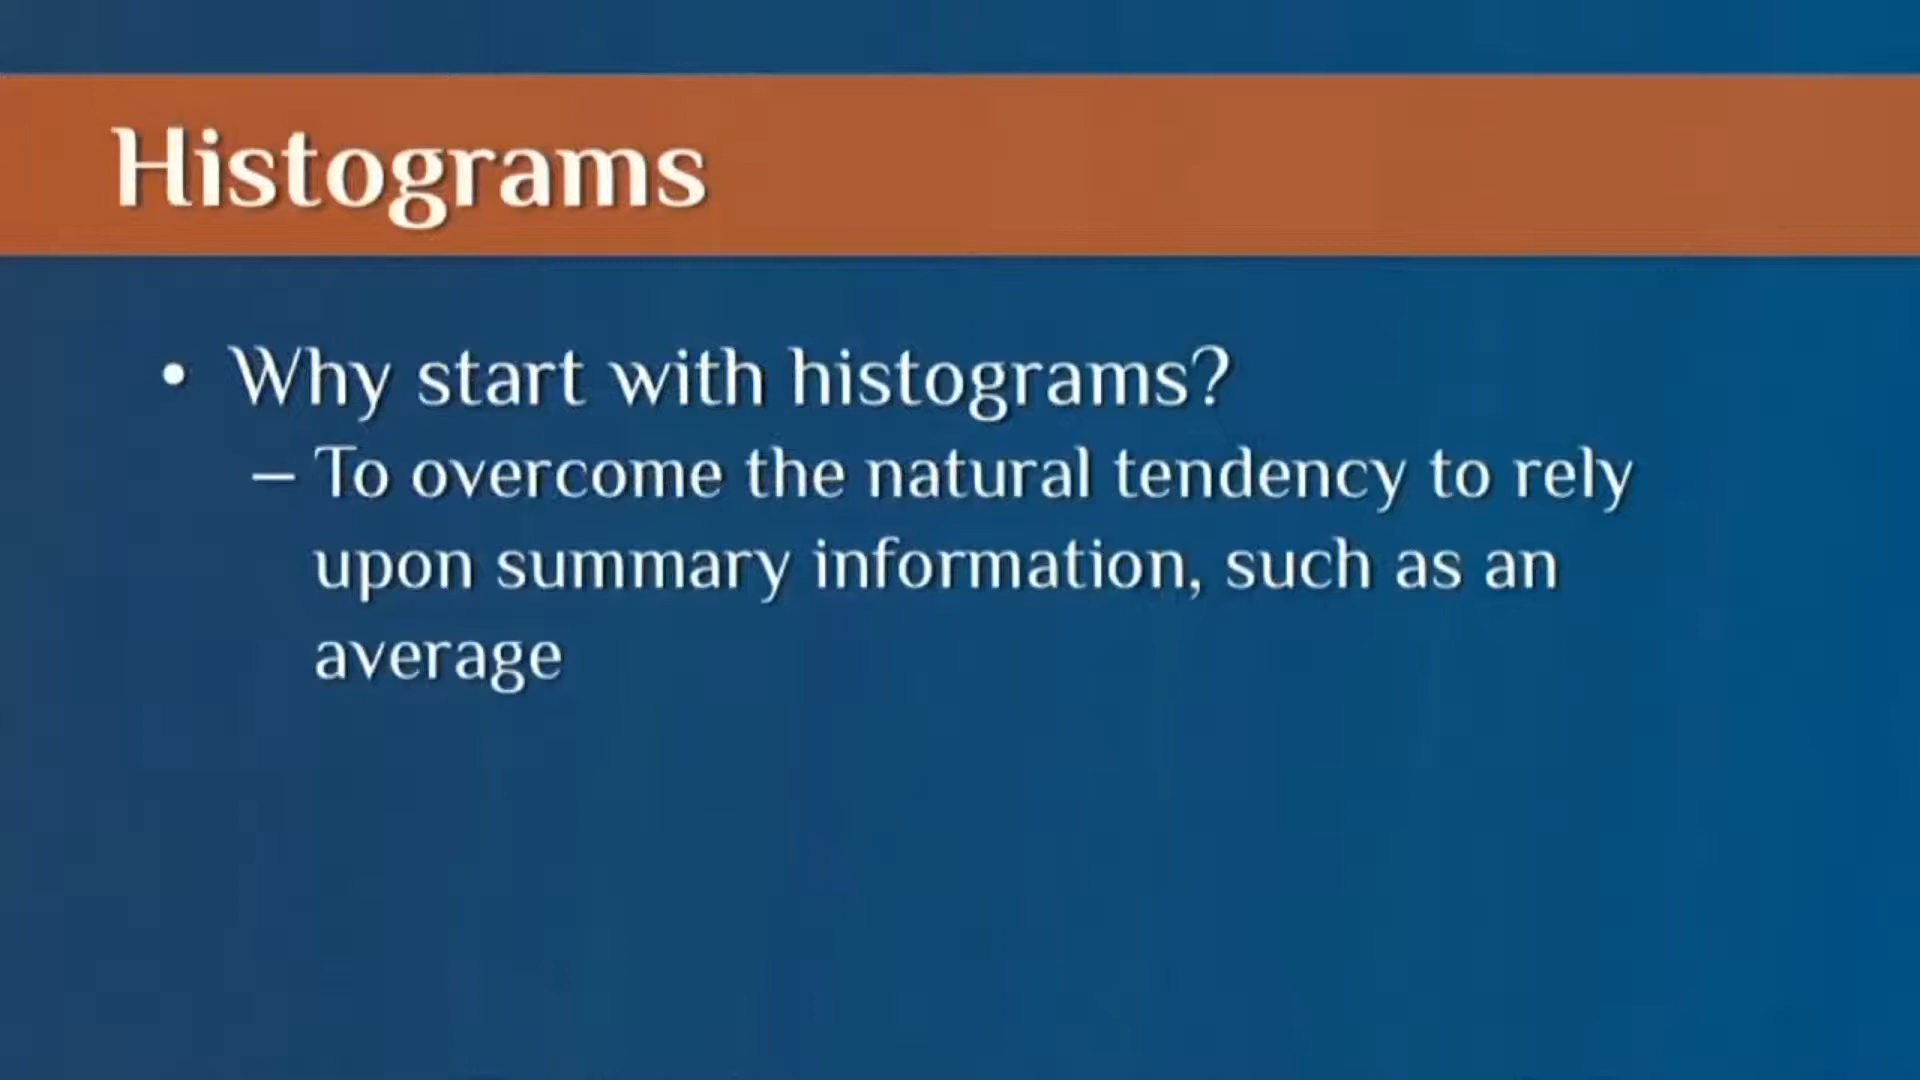 Histograms
• Why start with histograms?
– To overcome the natural tendency to rely
upon summary information, such as an
average